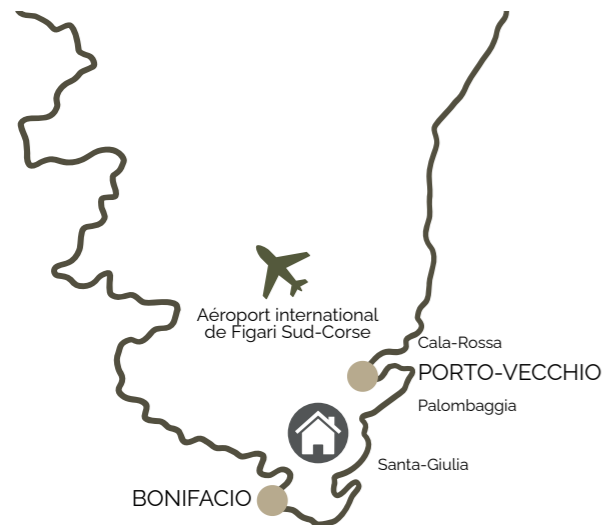 Aéroport international
de Figari Sud-Corse
Cala-Rossa
PORTO-VECCHIO
Palombaggia
Santa-Giulia
BONIFACIO